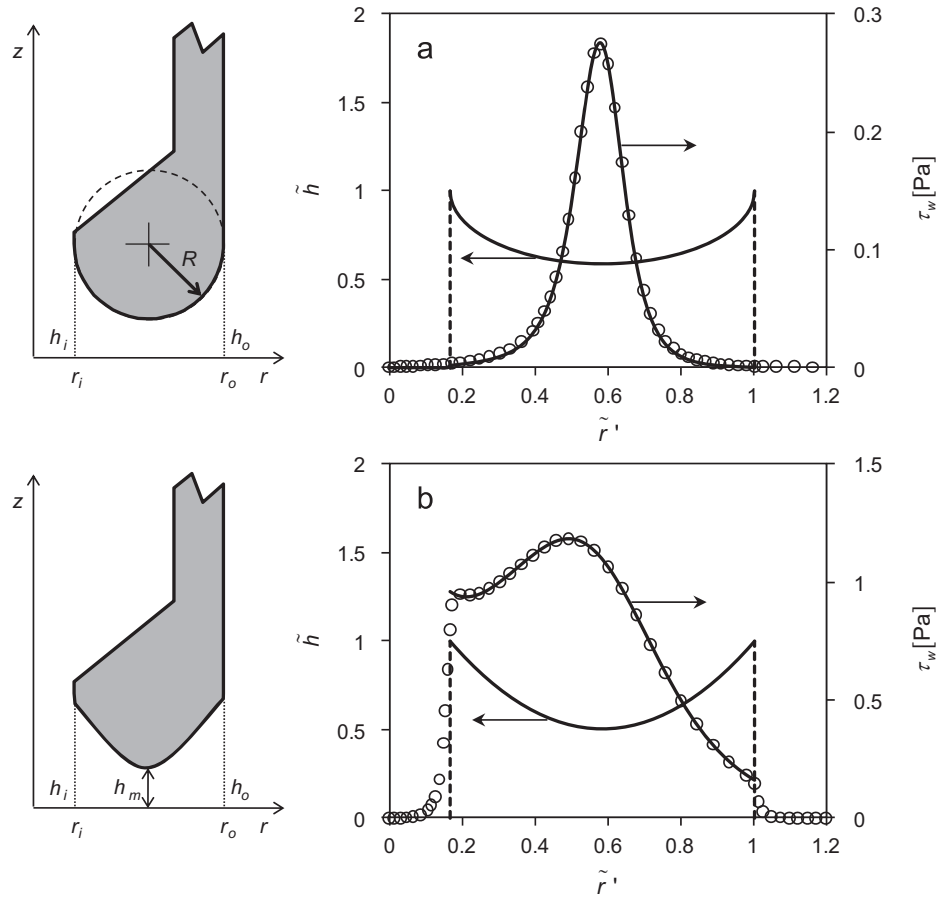 z
R
h_i
h_o
r_i
r_o
r
a
2
1.5
1
0.5
0
h̃
0.3
0.2
0.1
0
τ_w[Pa]
0 0.2 0.4 0.6 0.8 1 1.2
r̃ '
z
h_i
h_m
h_o
r_i
r_o
r
b
2
1.5
1
0.5
0
h̃
1.5
1
0.5
0
τ_w[Pa]
0 0.2 0.4 0.6 0.8 1 1.2
r̃ '